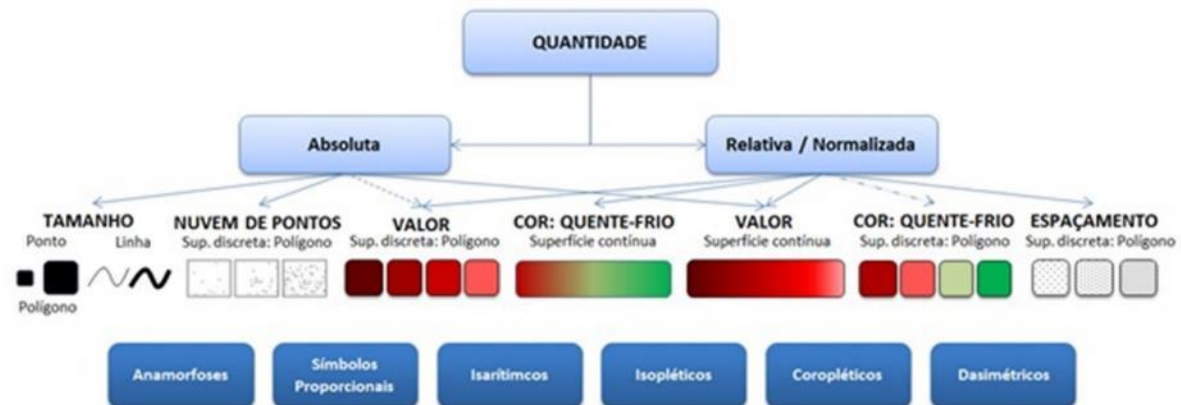 QUANTIDADE
Absoluta
Relativa / Normalizada
TAMANHO
Ponto
Linha
Polígono
NUVEM DE PONTOS
Sup. discreta: Polígono
VALOR
Sup. discreta: Polígono
COR: QUENTE-FRIO
Superfície contínua
VALOR
Superfície contínua
COR: QUENTE-FRIO
Sup. discreta: Polígono
ESPAÇAMENTO
Sup. discreta: Polígono
Anamorfoses
Símbolos
Proporcionais
Isarítimcos
Isopléticos
Coropléticos
Dasimétricos